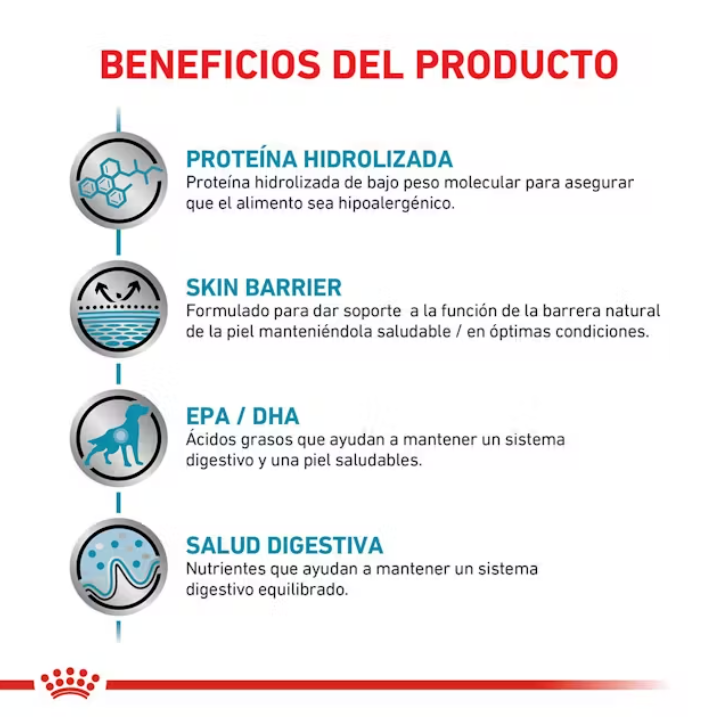 BENEFICIOS DEL PRODUCTO
PROTEÍNA HIDROLIZADA
Proteína hidrolizada de bajo peso molecular para asegurar
que el alimento sea hipoalergénico.
SKIN BARRIER
Formulado para dar soporte a la función de la barrera natural
de la piel manteniéndola saludable / en óptimas condiciones.
EPA / DHA
Ácidos grasos que ayudan a mantener un sistema
digestivo y una piel saludables.
SALUD DIGESTIVA
Nutrientes que ayudan a mantener un sistema
digestivo equilibrado.